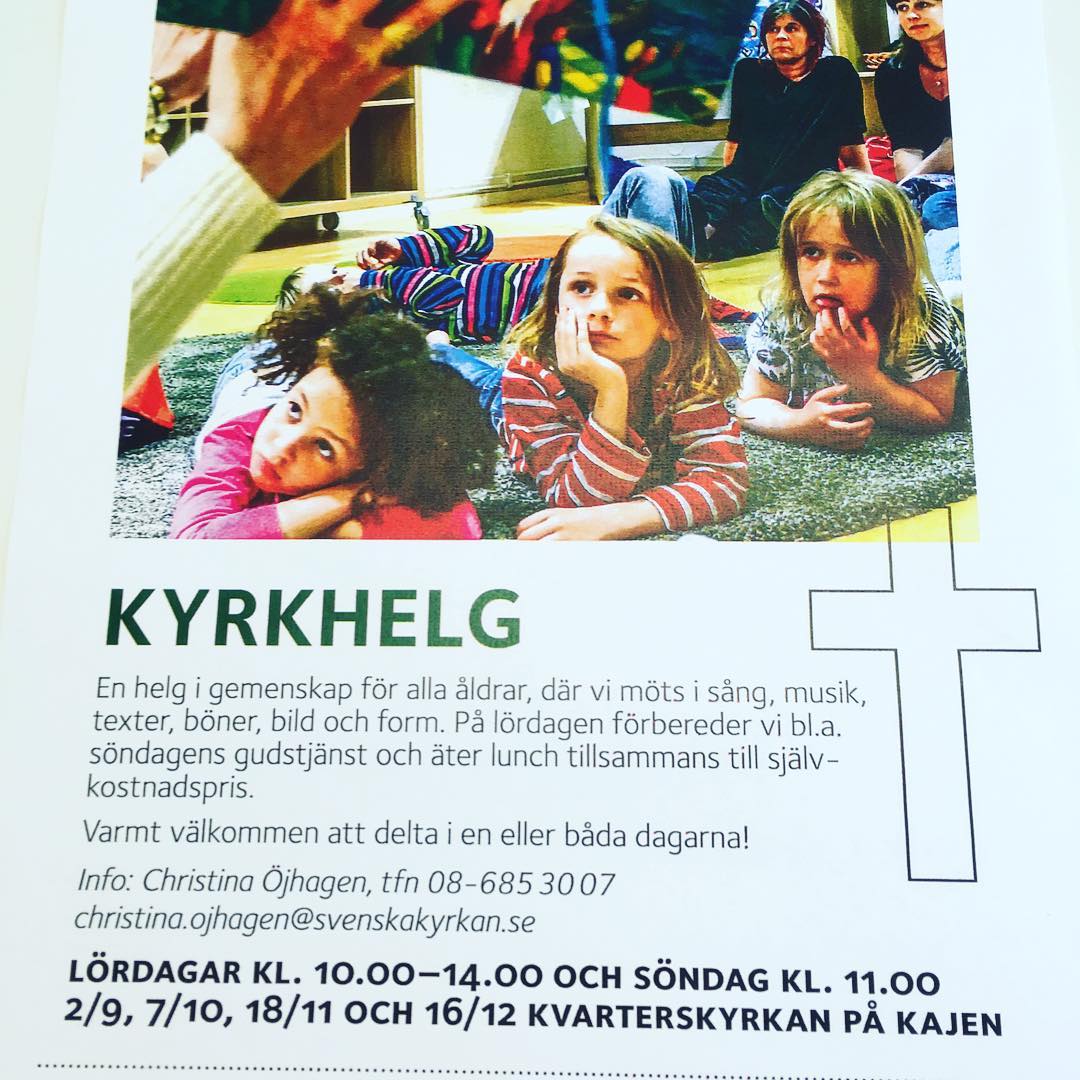 KYRKHELG
En helg i gemenskap för alla åldrar, där vi möts i sång, musik,
texter, böner, bild och form. På lördagen förbereder vi bl.a.
söndagens gudstjänst och äter lunch tillsammans till själv-
kostnadspris.
Varmt välkommen att delta i en eller båda dagarna!
Info: Christina Öjhagen, tfn 08-685 30 07
christina.ojhagen@svenskakyrkan.se
LÖRDAGAR KL. 10.00–14.00 OCH SÖNDAG KL. 11.00
2/9, 7/10, 18/11 OCH 16/12 KVARTERSKYRKAN PÅ KAJEN